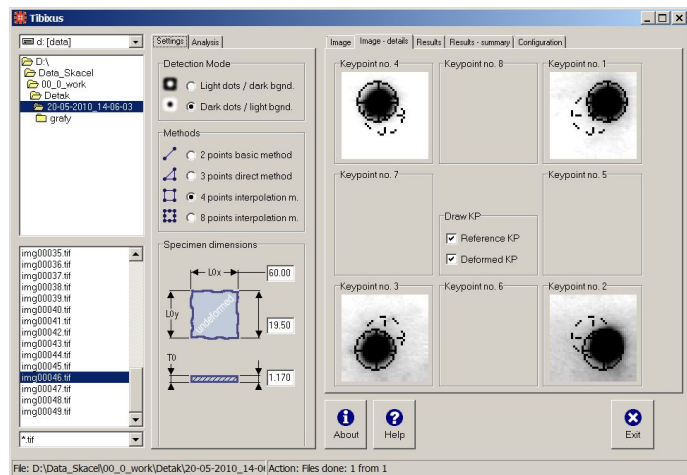 Tibixus
d: [data]
D:\
Data_Skacel
00_0_work
Detak
20-05-2010_14-06-03
grafy
img00035.tif
img00036.tif
img00037.tif
img00038.tif
img00039.tif
img00040.tif
img00041.tif
img00042.tif
img00043.tif
img00044.tif
img00045.tif
img00046.tif
img00047.tif
img00048.tif
img00049.tif
*.tif
Settings Analysis
Detection Mode
Light dots / dark bgnd.
Dark dots / light bgnd.
Methods
2 points basic method
3 points direct method
4 points interpolation m.
8 points interpolation m.
Specimen dimensions
L0x
60.00
L0y
undeformed
19.50
T0
1.170
Image Image - details Results Results - summary Configuration
Keypoint no. 4
Keypoint no. 8
Keypoint no. 1
Keypoint no. 7
Keypoint no. 5
Draw KP
Reference KP
Deformed KP
Keypoint no. 3
Keypoint no. 6
Keypoint no. 2
About
Help
Exit
File: D:\Data_Skacel\00_0_work\Detak\20-05-2010_14-0 Action: Files done: 1 from 1